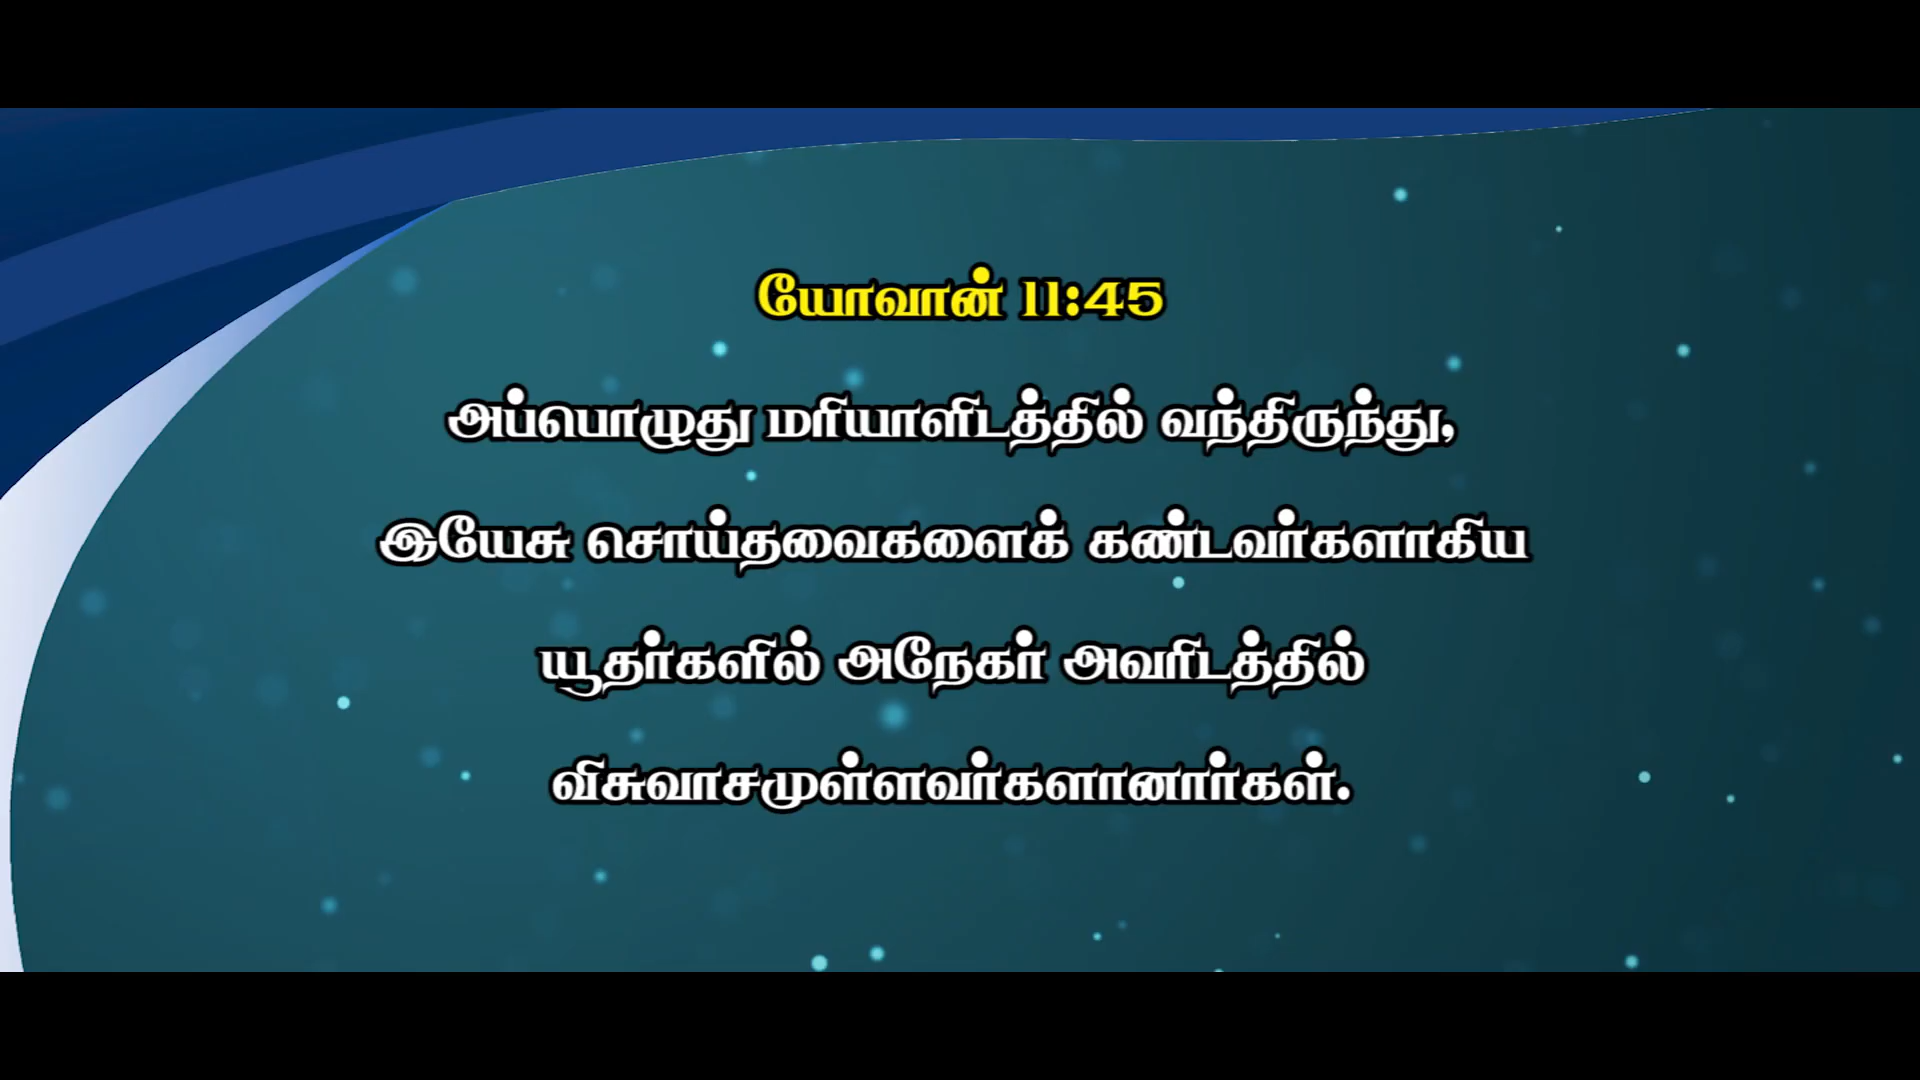 யோவான் 11:45
அப்பொழுது மரியாளிடத்தில் வந்திருந்து,
இயேசு செய்தவைகளைக் கண்டவர்களாகிய
யூதர்களில் அநேகர் அவரிடத்தில்
விசுவாசமுள்ளவர்களானார்கள்.